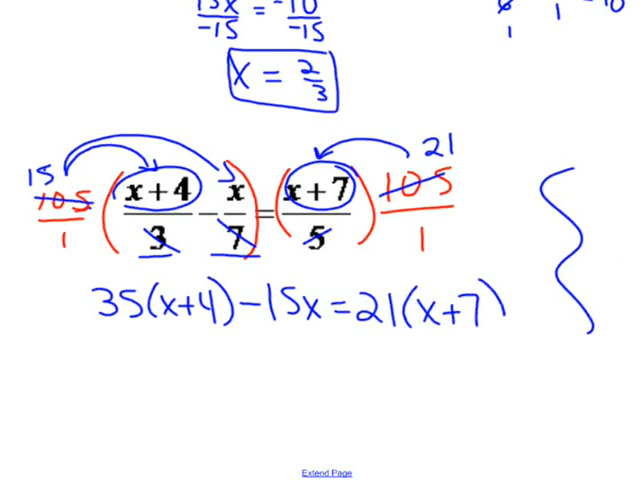 15x = -10
-15 -15
x = 2/3
15 21
105/1 ( x + 4 / 3 − x / 7 ) = ( x + 7 / 5 ) 105/1
35(x+4) - 15x = 21(x+7)
Extend Page